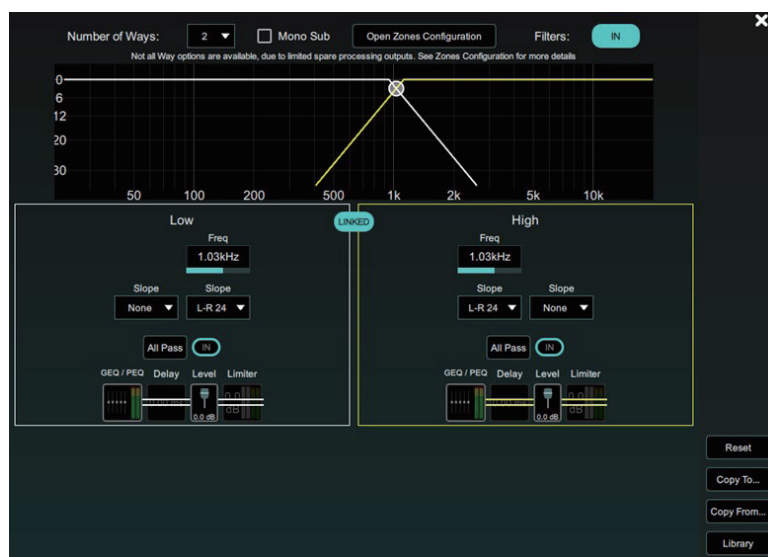 Number of Ways: 2 Mono Sub Open Zones Configuration Filters: IN
Not all Way options are available, due to limited spare processing outputs. See Zones Configuration for more details
0
6
12
20
30
50 100 200 500 1k 2k 5k 10k
Low LINKED High
Freq Freq
1.03kHz 1.03kHz
Slope Slope Slope Slope
None L-R 24 L-R 24 None
All Pass IN All Pass IN
GEQ / PEQ Delay Level Limiter GEQ / PEQ Delay Level Limiter
0.0 dB 0.0 dB
Reset
Copy To...
Copy From...
Library